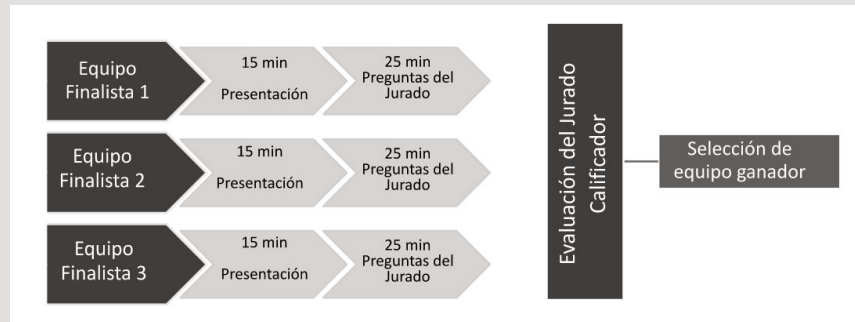 Equipo
Finalista 1
15 min
Presentación
25 min
Preguntas del
Jurado
Equipo
Finalista 2
15 min
Presentación
25 min
Preguntas del
Jurado
Equipo
Finalista 3
15 min
Presentación
25 min
Preguntas del
Jurado
Evaluación del Jurado
Calificador
Selección de
equipo ganador